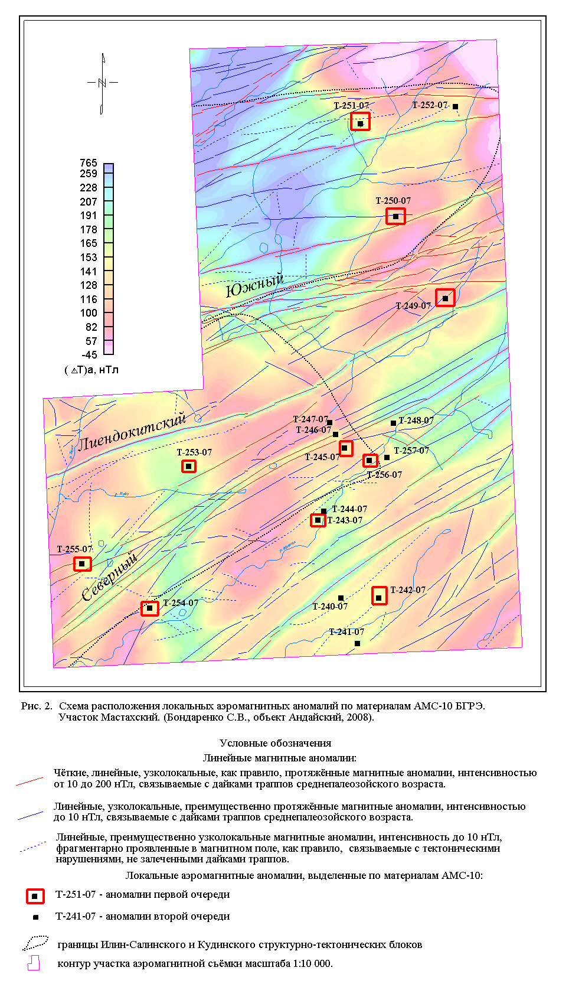 N
765
259
228
207
191
178
165
153
141
128
116
100
82
57
-45
( ΔT)a, нТл
Т-251-07
Т-252-07
Т-250-07
Южный
Т-249-07
Лиендокитский
Т-247-07
Т-246-07
Т-248-07
Т-245-07
Т-257-07
Т-253-07
Т-256-07
р. Куду
Т-244-07
Т-243-07
Т-255-07
Северный
Т-254-07
Т-242-07
Т-240-07
Т-241-07
Рис. 2. Схема расположения локальных аэромагнитных аномалий по материалам АМС-10 БГРЭ.
Участок Мастахский. (Бондаренко С.В., объект Андайский, 2008).
Условные обозначения
Линейные магнитные аномалии:
Чёткие, линейные, узколокальные, как правило, протяжённые магнитные аномалии, интенсивностью
от 10 до 200 нТл, связываемые с дайками траппов среднепалеозойского возраста.
Линейные, узколокальные, преимущественно протяжённые магнитные аномалии, интенсивностью
до 10 нТл, связываемые с дайками траппов среднепалеозойского возраста.
Линейные, преимущественно узколокальные магнитные аномалии, интенсивность до 10 нТл,
фрагментарно проявленные в магнитном поле, как правило, связываемые с тектоническими
нарушениями, не залеченными дайками траппов.
Локальные аэромагнитные аномалии, выделенные по материалам АМС-10:
Т-251-07 - аномалии первой очереди
Т-241-07 - аномалии второй очереди
границы Илин-Салинского и Кудинского структурно-тектонических блоков
контур участка аэромагнитной съёмки масштаба 1:10 000.